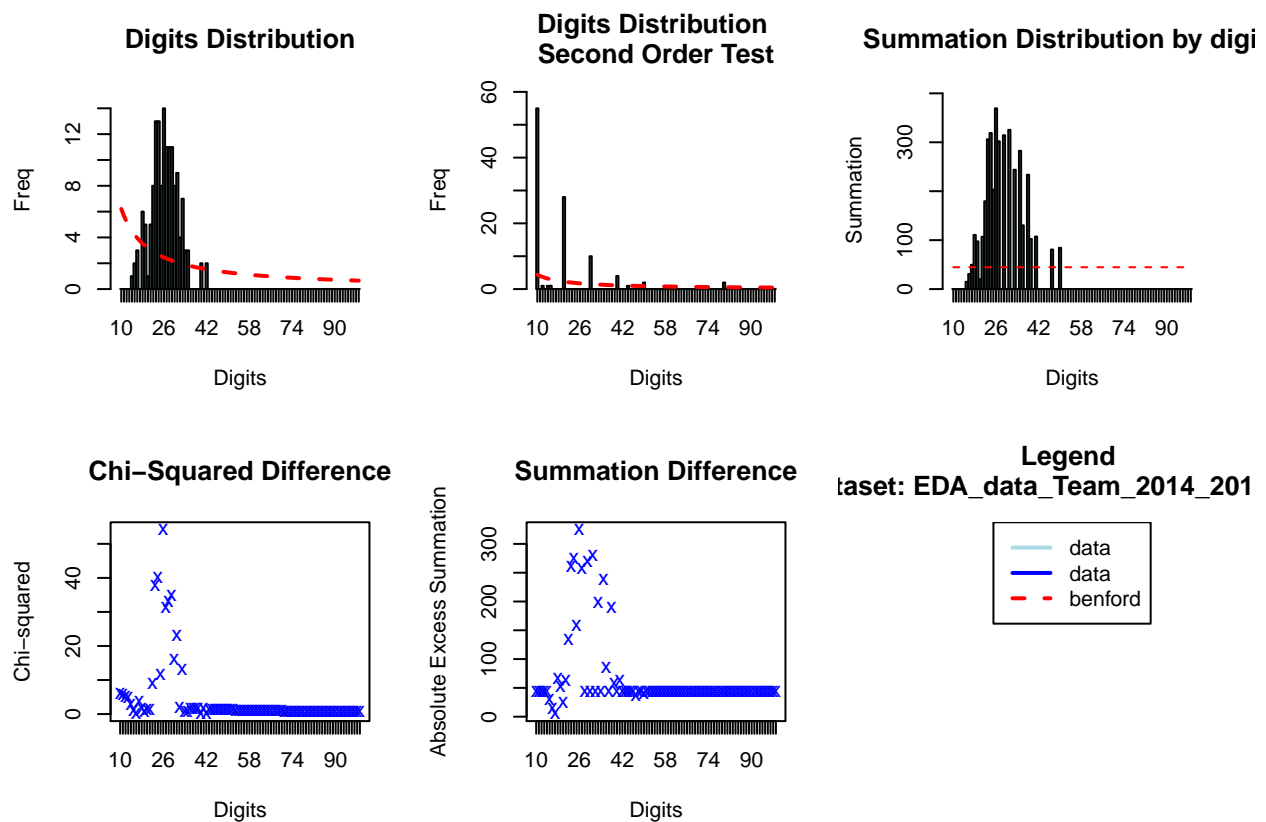 Digits Distribution
Freq
0 4 8 12
10 26 42 58 74 90
Digits
Digits Distribution
Second Order Test
Freq
0 20 40 60
10 26 42 58 74 90
Digits
Summation Distribution by digi
Summation
0 100 300
10 26 42 58 74 90
Digits
Chi−Squared Difference
Chi−squared
0 20 40
10 26 42 58 74 90
Digits
Summation Difference
Absolute Excess Summation
0 100 200 300
10 26 42 58 74 90
Digits
Legend
taset: EDA_data_Team_2014_201
data
data
benford